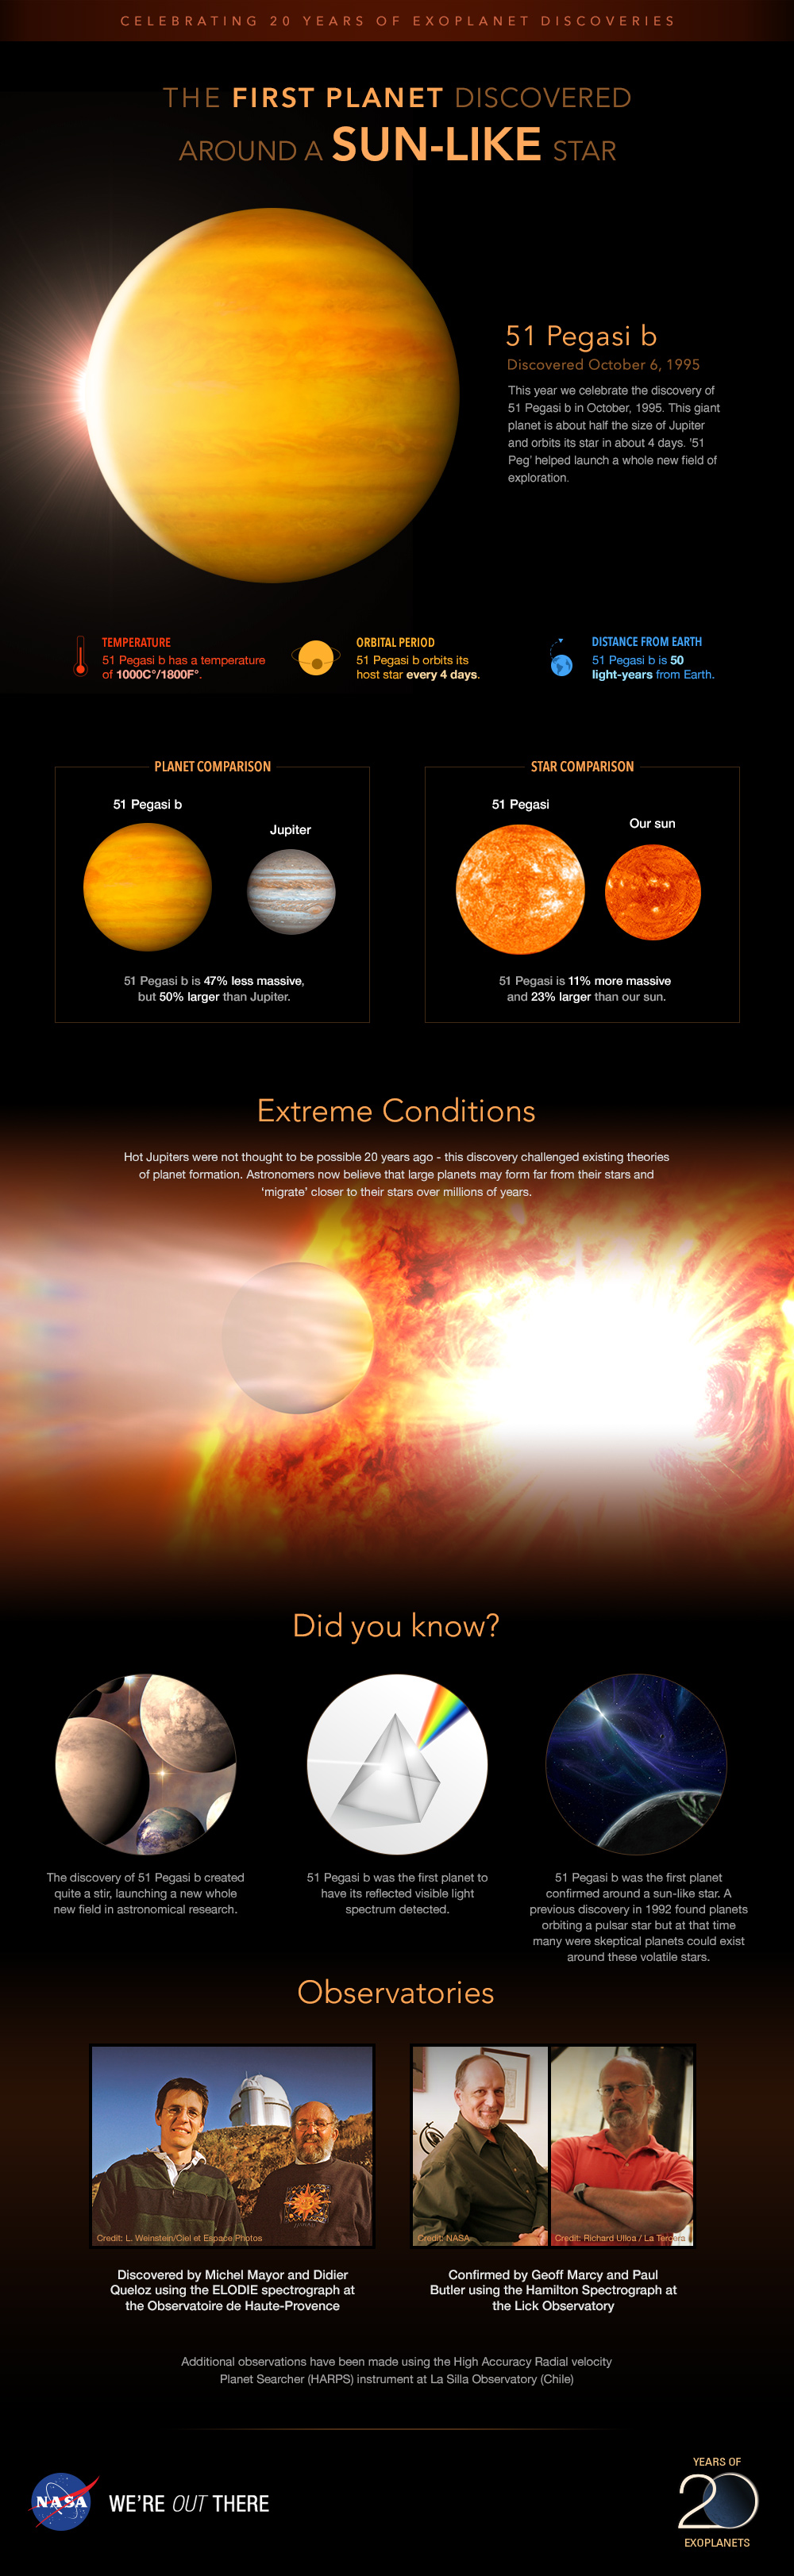 CELEBRATING 20 YEARS OF EXOPLANET DISCOVERIES
THE FIRST PLANET DISCOVERED
AROUND A SUN-LIKE STAR
51 Pegasi b
Discovered October 6, 1995
This year we celebrate the discovery of
51 Pegasi b in October, 1995. This giant
planet is about half the size of Jupiter
and orbits its star in about 4 days. '51
Peg' helped launch a whole new field of
exploration.
TEMPERATURE
51 Pegasi b has a temperature
of 1000C°/1800F°.
ORBITAL PERIOD
51 Pegasi b orbits its
host star every 4 days.
DISTANCE FROM EARTH
51 Pegasi b is 50
light-years from Earth.
PLANET COMPARISON
51 Pegasi b
Jupiter
51 Pegasi b is 47% less massive,
but 50% larger than Jupiter.
STAR COMPARISON
51 Pegasi
Our sun
51 Pegasi is 11% more massive
and 23% larger than our sun.
Extreme Conditions
Hot Jupiters were not thought to be possible 20 years ago - this discovery challenged existing theories
of planet formation. Astronomers now believe that large planets may form far from their stars and
'migrate' closer to their stars over millions of years.
Did you know?
The discovery of 51 Pegasi b created
quite a stir, launching a new whole
new field in astronomical research.
51 Pegasi b was the first planet to
have its reflected visible light
spectrum detected.
51 Pegasi b was the first planet
confirmed around a sun-like star. A
previous discovery in 1992 found planets
orbiting a pulsar star but at that time
many were skeptical planets could exist
around these volatile stars.
Observatories
Credit: L. Weinstein/Ciel et Espace Photos
Credit: NASA
Credit: Richard Ulloa / La Tercera
Discovered by Michel Mayor and Didier
Queloz using the ELODIE spectrograph at
the Observatoire de Haute-Provence
Confirmed by Geoff Marcy and Paul
Butler using the Hamilton Spectrograph at
the Lick Observatory
Additional observations have been made using the High Accuracy Radial velocity
Planet Searcher (HARPS) instrument at La Silla Observatory (Chile)
NASA
WE'RE OUT THERE
YEARS OF
20
EXOPLANETS